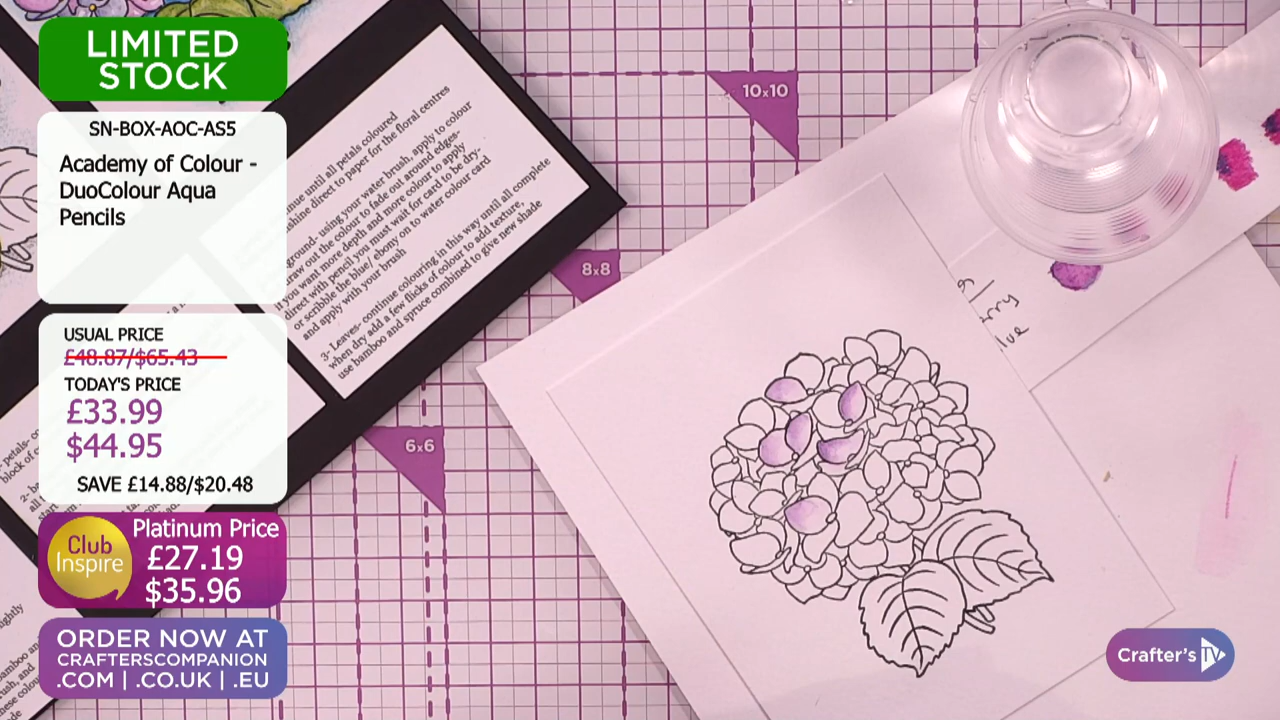 LIMITED
STOCK
SN-BOX-AOC-AS5
Academy of Colour -
DuoColour Aqua
Pencils
USUAL PRICE
£48.87/$65.43
TODAY'S PRICE
£33.99
$44.95
SAVE £14.88/$20.48
Club
Inspire
Platinum Price
£27.19
$35.96
ORDER NOW AT
CRAFTERSCOMPANION
.COM | .CO.UK | .EU
until all petals coloured
direct to paper for the floral centres
using your water brush, apply to colour
out the colour to fade out around edges-
if you want more depth and more colour to apply
direct with pencil you must wait for card to be dry-
or scribble the blue/ ebony on to water colour card
and apply with your brush
3- Leaves- continue colouring in this way until all complete
when dry add a few flicks of colour to add texture,
use bamboo and spruce combined to give new shade
10x10
8x8
6x6
Crafter's TV